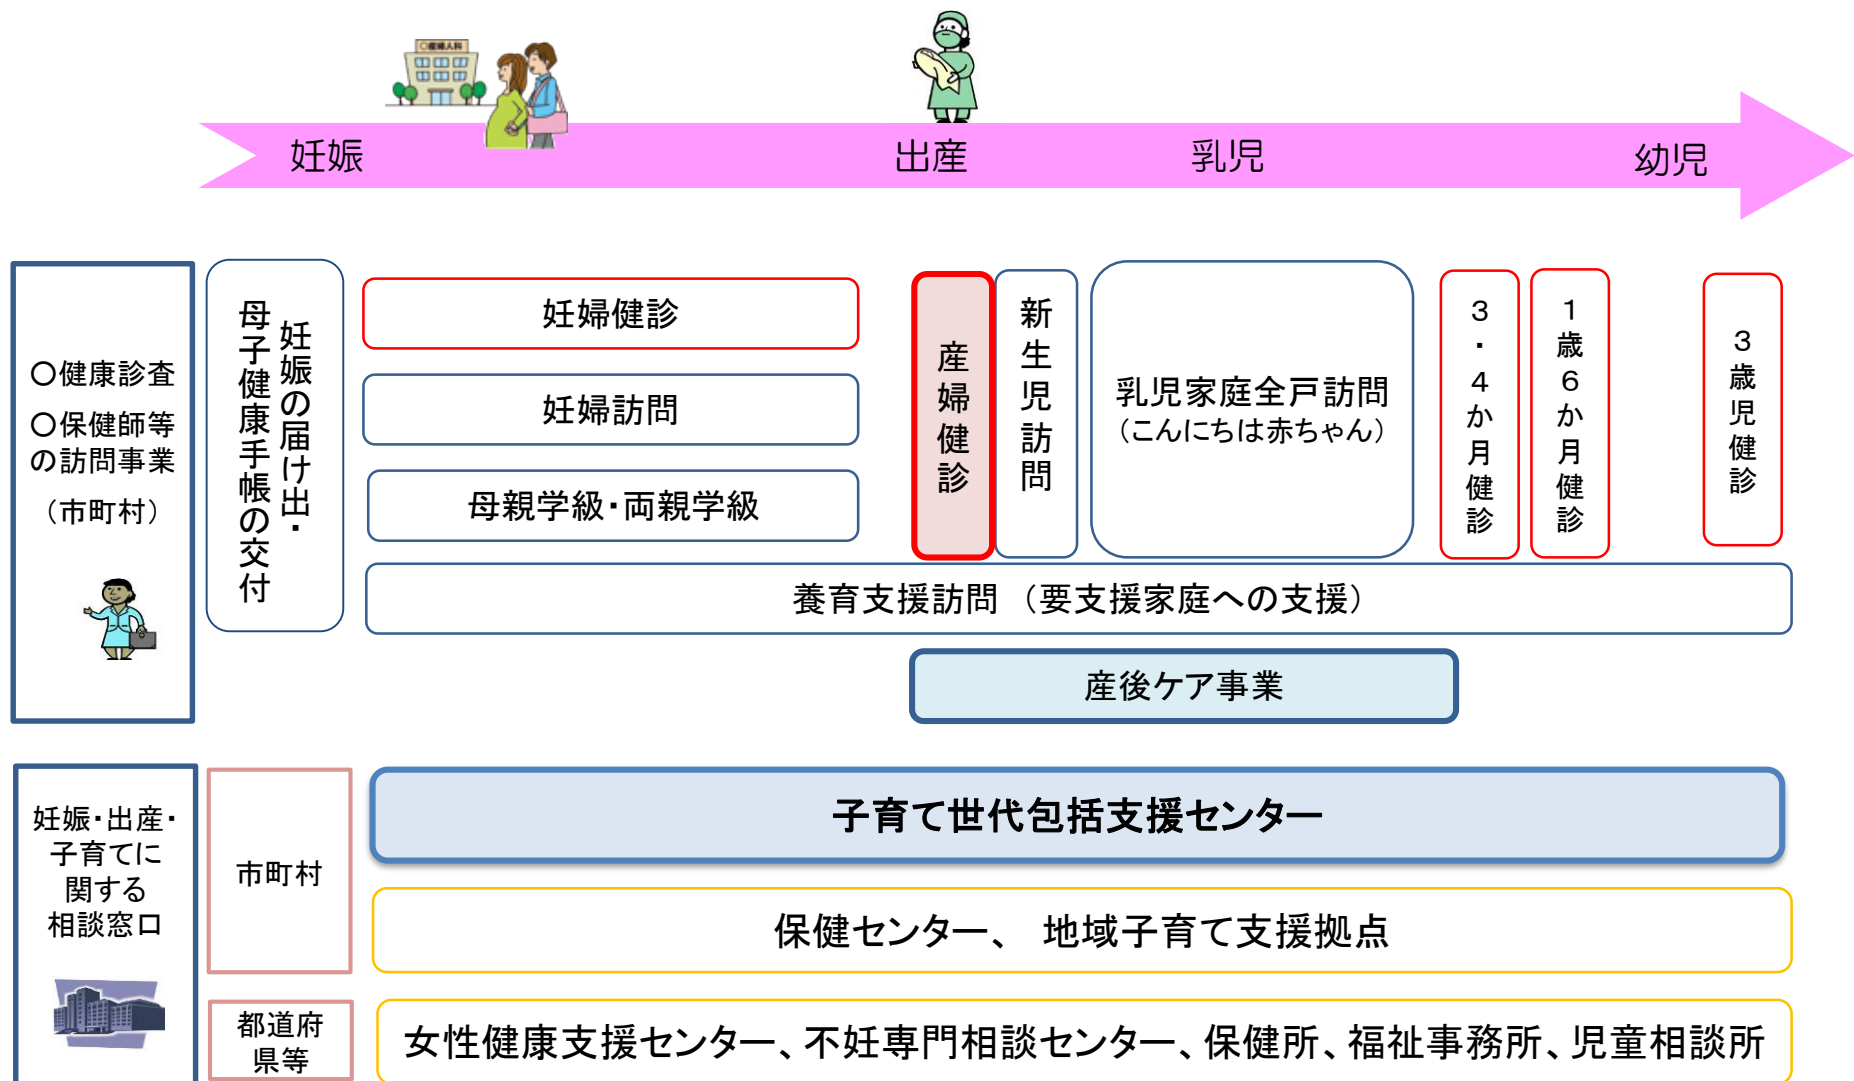 〇産婦人科
妊娠
出産
乳児
幼児
〇健康診査
〇保健師等
の訪問事業
（市町村）
妊娠の届け出・
母子健康手帳の交付
妊婦健診
妊婦訪問
母親学級・両親学級
産婦健診
新生児訪問
乳児家庭全戸訪問
（こんにちは赤ちゃん）
３・４か月健診
１歳６か月健診
３歳児健診
養育支援訪問 （要支援家庭への支援）
産後ケア事業
妊娠・出産・
子育てに
関する
相談窓口
市町村
子育て世代包括支援センター
保健センター、 地域子育て支援拠点
都道府
県等
女性健康支援センター、不妊専門相談センター、保健所、福祉事務所、児童相談所